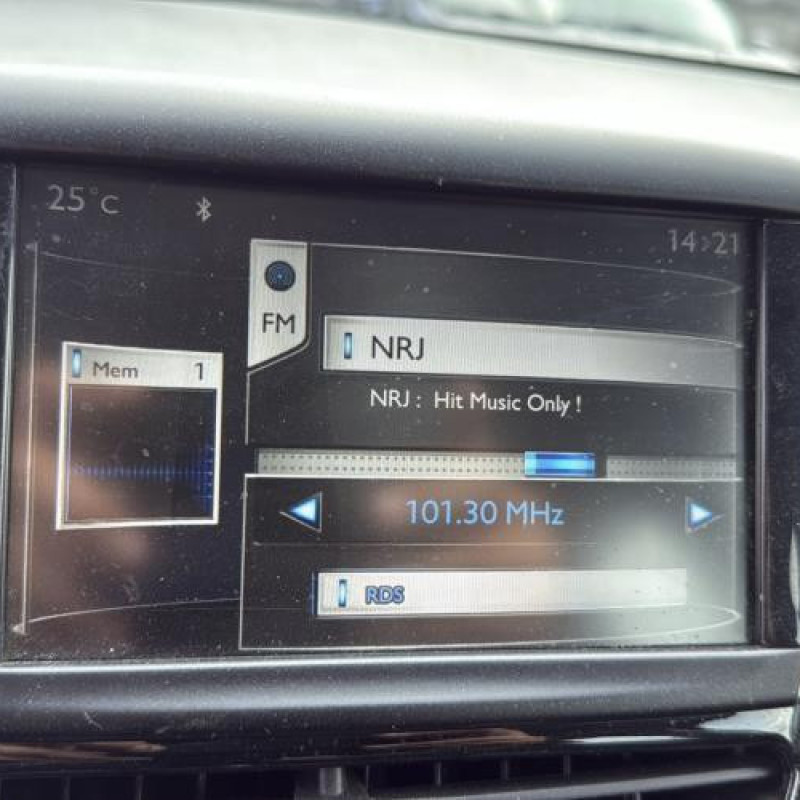 25°C
14:21
FM
NRJ
Mem 1
NRJ : Hit Music Only !
101.30 MHz
RDS